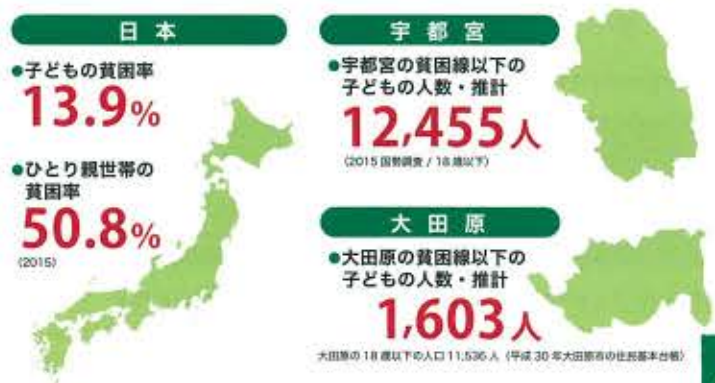 日本
●子どもの貧困率
13.9%
●ひとり親世帯の
貧困率
50.8%
(2015)
宇都宮
●宇都宮の貧困線以下の
子どもの人数・推計
12,455人
(2015 国勢調査 / 18歳以下)
大田原
●大田原の貧困線以下の
子どもの人数・推計
1,603人
大田原の18歳以下の人口11,536人（平成30年大田原市の住民基本台帳）